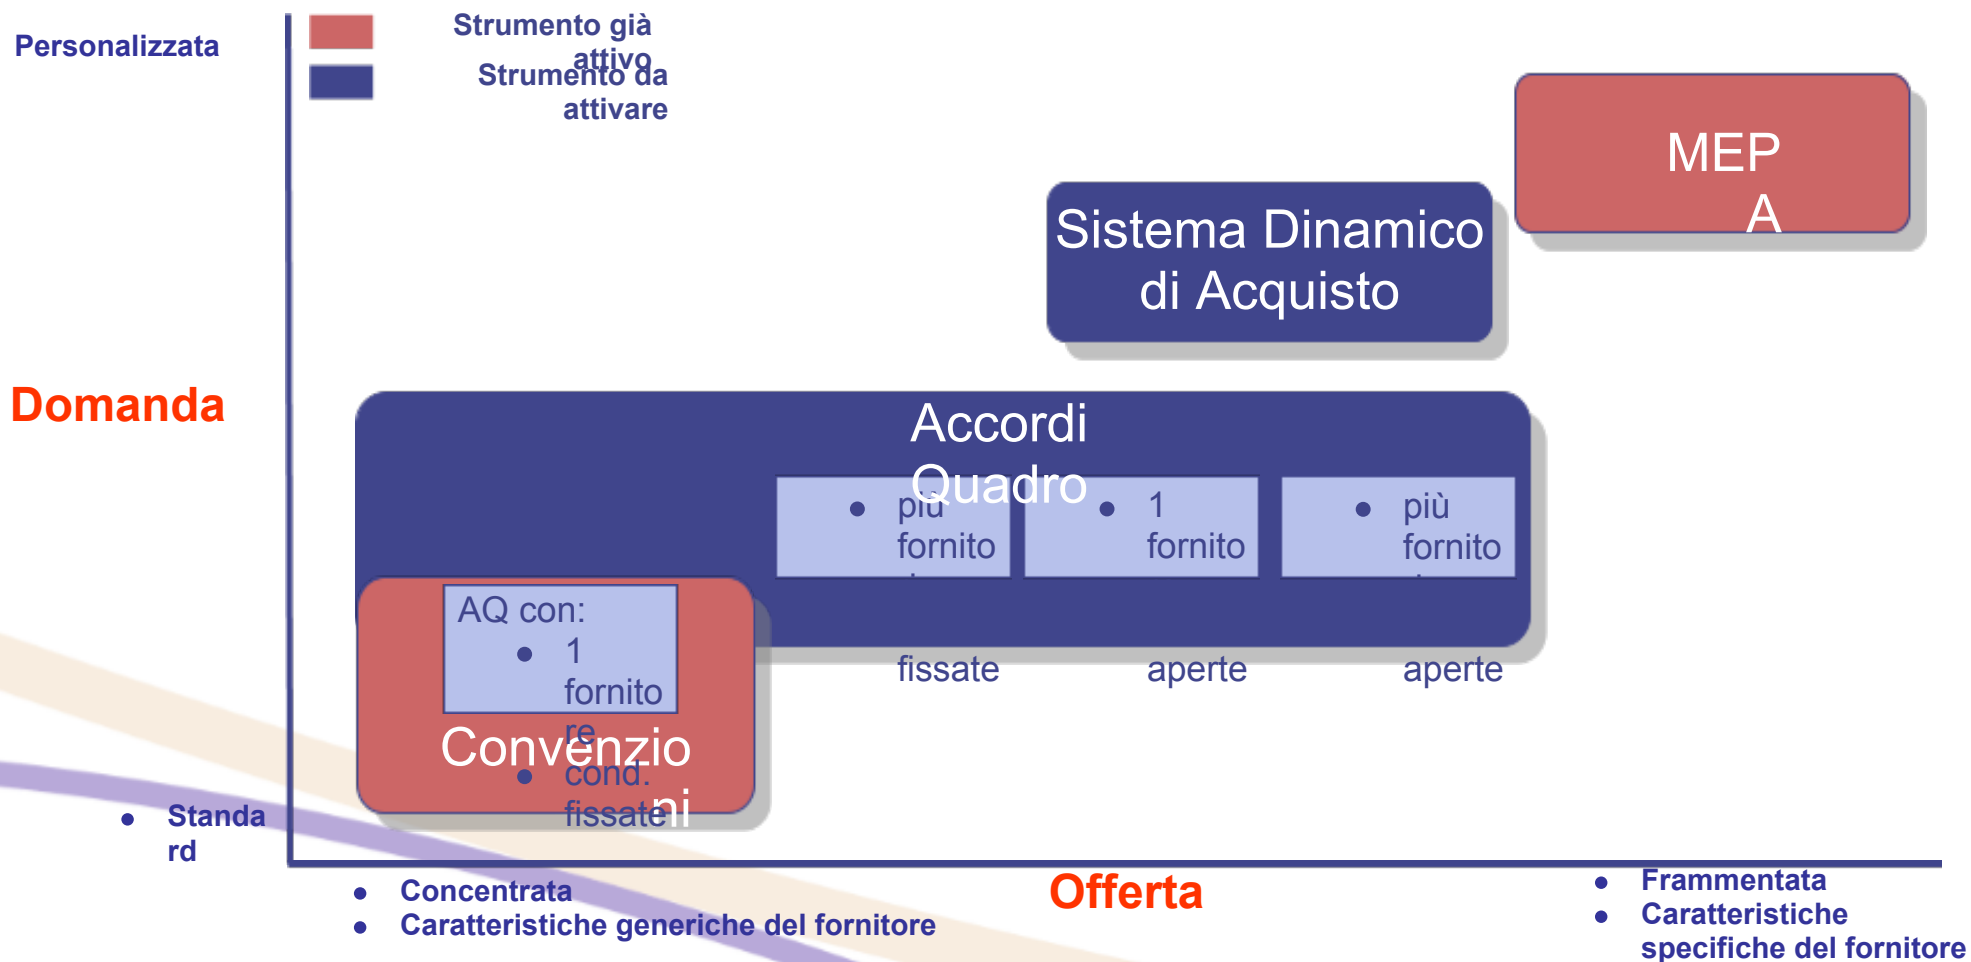 Personalizzata
Strumento già
attivo
Strumento da
attivare
MEP
A
Sistema Dinamico
di Acquisto
Domanda
Accordi
Quadro
● più
fornito
● 1
fornito
● più
fornito
fissate
aperte
aperte
AQ con:
● 1
fornito
re
● cond.
fissate
Convenzio
ni
● Standa
rd
● Concentrata
● Caratteristiche generiche del fornitore
Offerta
● Frammentata
● Caratteristiche
specifiche del fornitore